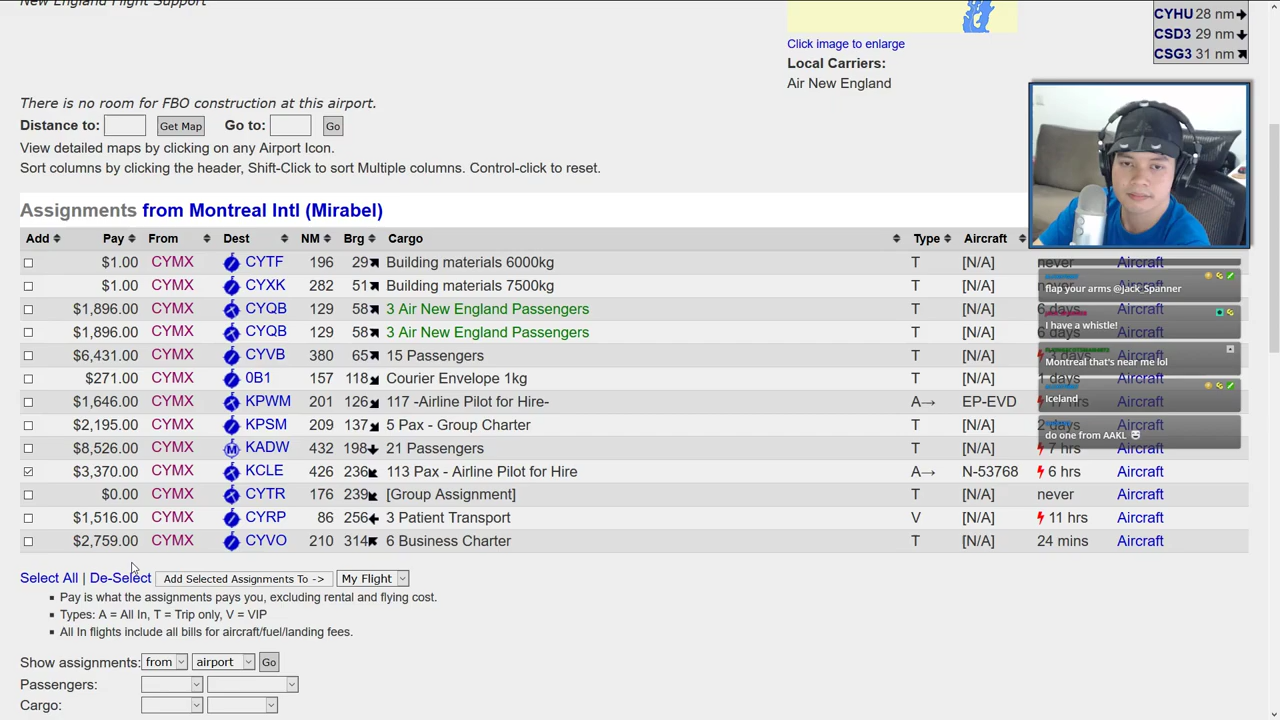 New England Flight Support
CYHU 28 nm
CSD3 29 nm
CSG3 31 nm
Click image to enlarge
Local Carriers:
Air New England
There is no room for FBO construction at this airport.
Distance to: Get Map Go to: Go
View detailed maps by clicking on any Airport Icon.
Sort columns by clicking the header, Shift-Click to sort Multiple columns. Control-click to reset.
Assignments from Montreal Intl (Mirabel)
Add Pay From Dest NM Brg Cargo Type Aircraft
$1.00 CYMX CYTF 196 29 Building materials 6000kg T [N/A] never Aircraft
$1.00 CYMX CYXK 282 51 Building materials 7500kg T [N/A] Aircraft
$1,896.00 CYMX CYQB 129 58 3 Air New England Passengers T [N/A] 6 days Aircraft
$1,896.00 CYMX CYQB 129 58 3 Air New England Passengers T [N/A] 6 days Aircraft
$6,431.00 CYMX CYVB 380 65 15 Passengers T [N/A] 3 days Aircraft
$271.00 CYMX 0B1 157 118 Courier Envelope 1kg T [N/A] days Aircraft
$1,646.00 CYMX KPWM 201 126 117 -Airline Pilot for Hire- A→ EP-EVD hrs Aircraft
$2,195.00 CYMX KPSM 209 137 5 Pax - Group Charter T [N/A] 2 days Aircraft
$8,526.00 CYMX KADW 432 198 21 Passengers T [N/A] 7 hrs Aircraft
$3,370.00 CYMX KCLE 426 236 113 Pax - Airline Pilot for Hire A→ N-53768 6 hrs Aircraft
$0.00 CYMX CYTR 176 239 [Group Assignment] T [N/A] never Aircraft
$1,516.00 CYMX CYRP 86 256 3 Patient Transport V [N/A] 11 hrs Aircraft
$2,759.00 CYMX CYVO 210 314 6 Business Charter T [N/A] 24 mins Aircraft
flap your arms @Jack_Spanner
I have a whistle!
Montreal that's near me lol
Iceland
do one from AAKL
Select All | De-Select Add Selected Assignments To -> My Flight
Pay is what the assignments pays you, excluding rental and flying cost.
Types: A = All In, T = Trip only, V = VIP
All In flights include all bills for aircraft/fuel/landing fees.
Show assignments: from airport Go
Passengers:
Cargo: